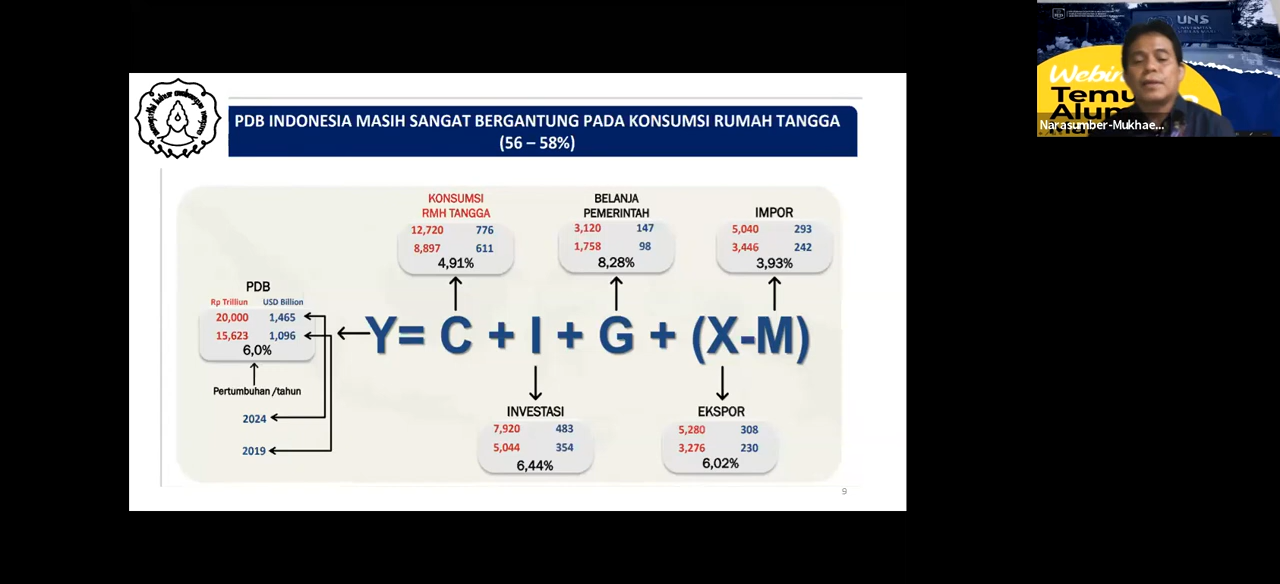 PDB INDONESIA MASIH SANGAT BERGANTUNG PADA KONSUMSI RUMAH TANGGA
(56 – 58%)
KONSUMSI
RMH TANGGA
12,720 776
8,897 611
4,91%
BELANJA
PEMERINTAH
3,120 147
1,758 98
8,28%
IMPOR
5,040 293
3,446 242
3,93%
PDB
Rp Trilliun USD Billion
20,000 1,465
15,623 1,096
6,0%
Pertumbuhan /tahun
2024
2019
Y= C + I + G + (X-M)
INVESTASI
7,920 483
5,044 354
6,44%
EKSPOR
5,280 308
3,276 230
6,02%
9
UNS
Webin
Temu
Alum
Narasumber-Mukhae...